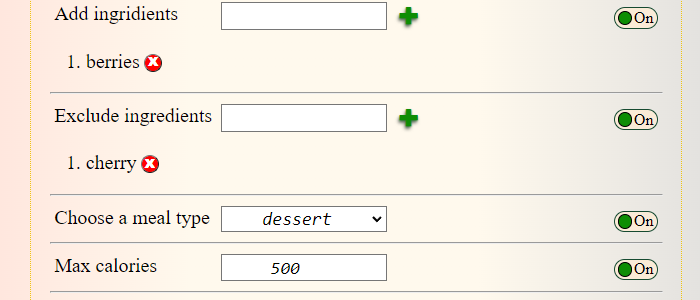 Add ingridients
On
1. berries
Exclude ingredients
On
1. cherry
Choose a meal type dessert On
Max calories 500 On